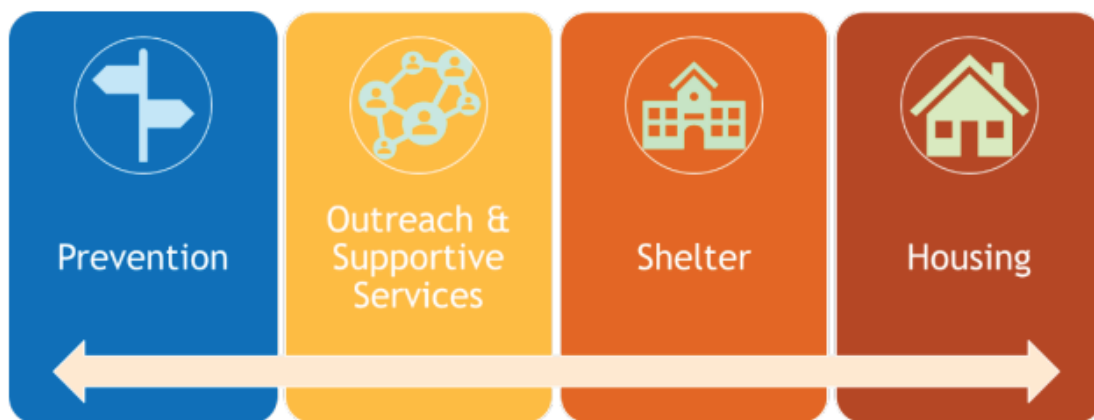 Prevention
Outreach &
Supportive
Services
Shelter
Housing